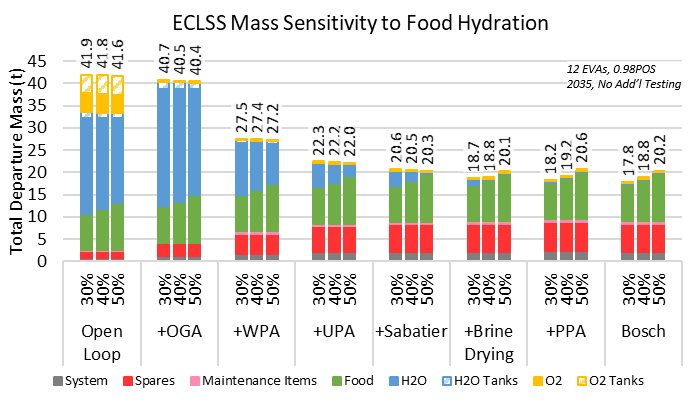 ECLSS Mass Sensitivity to Food Hydration
Total Departure Mass (t)
45
40
35
30
25
20
15
10
5
0
12 EVAs, 0.98POS
2035, No Add'l Testing
41.9 41.8 41.6
40.7 40.5 40.4
27.5 27.4 27.2
22.3 22.2 22.0
20.6 20.5 20.3
18.7 18.8 20.1
18.2 19.2 20.6
17.8 18.8 20.2
30% 40% 50% 30% 40% 50% 30% 40% 50% 30% 40% 50% 30% 40% 50% 30% 40% 50% 30% 40% 50% 30% 40% 50%
Open Loop
+OGA
+WPA
+UPA
+Sabatier
+Brine Drying
+PPA
Bosch
System Spares Maintenance Items Food H2O H2O Tanks O2 O2 Tanks